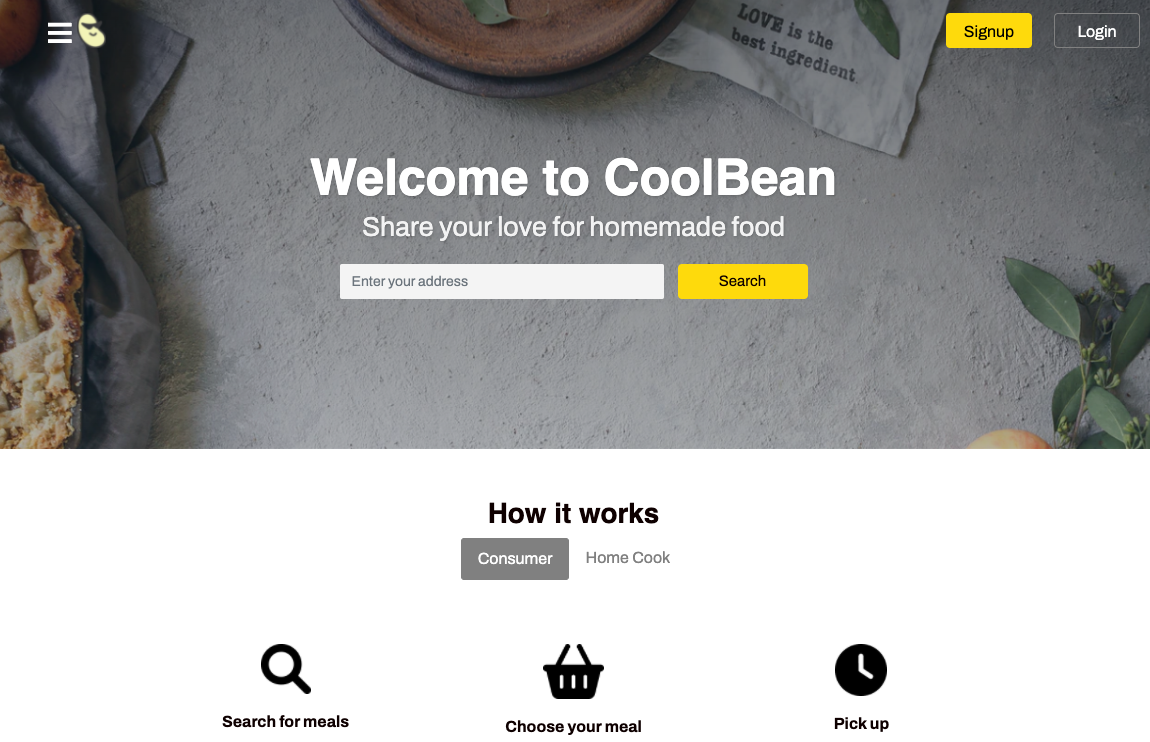 Signup
Login
LOVE is the
best ingredient
Welcome to CoolBean
Share your love for homemade food
Enter your address
Search
How it works
Consumer
Home Cook
Search for meals
Choose your meal
Pick up